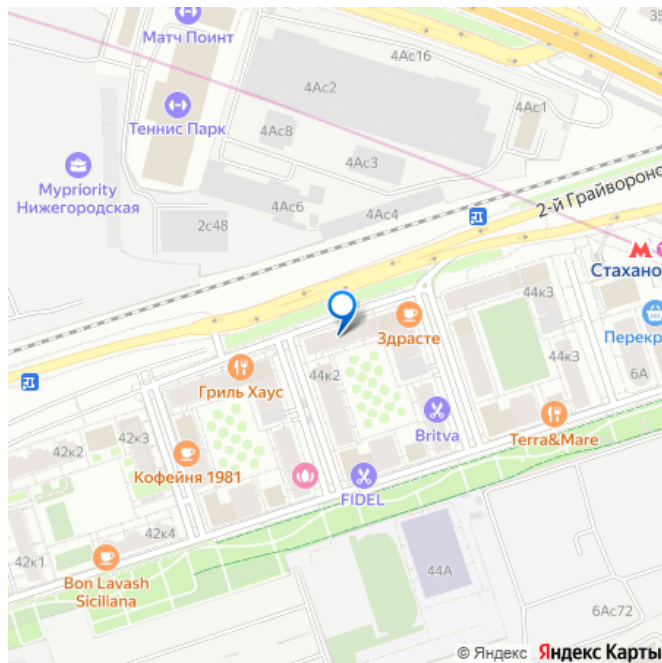 Матч Поинт
4Ас16
35
4Ас2
4Ас1
Теннис Парк
4Ас8
4Ас3
Mypriority
Нижегородская
4Ас6
4Ас4
2с48
2-й Грайвороно
Стахано
44к3
Здрасте
Перекр
44к3
6А
Гриль Хаус
44к2
Britva
Terra&Mare
42к3
42к2
Кофейня 1981
FIDEL
42к4
42к1
Bon Lavash
Siciliana
44А
6Ас72
© Яндекс Яндекс Карты